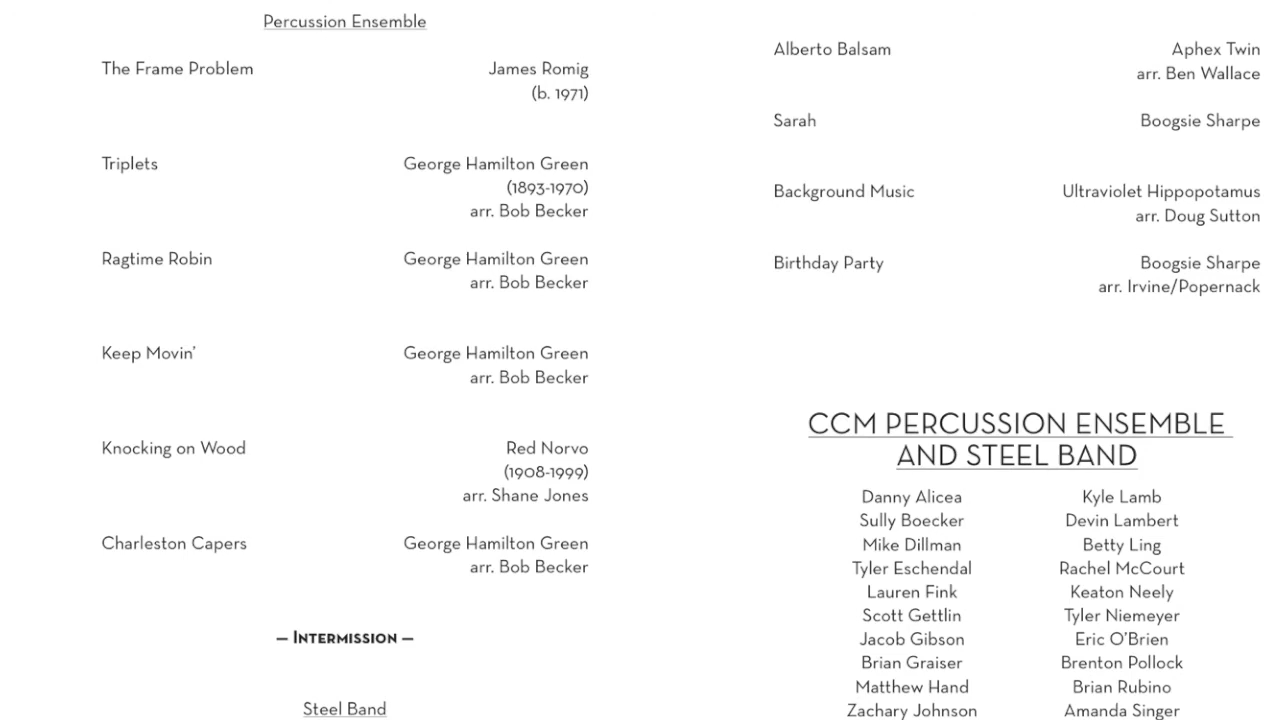 Percussion Ensemble
The Frame Problem James Romig
(b. 1971)
Triplets George Hamilton Green
(1893-1970)
arr. Bob Becker
Ragtime Robin George Hamilton Green
arr. Bob Becker
Keep Movin' George Hamilton Green
arr. Bob Becker
Knocking on Wood Red Norvo
(1908-1999)
arr. Shane Jones
Charleston Capers George Hamilton Green
arr. Bob Becker
– Intermission –
Steel Band
Alberto Balsam Aphex Twin
arr. Ben Wallace
Sarah Boogsie Sharpe
Background Music Ultraviolet Hippopotamus
arr. Doug Sutton
Birthday Party Boogsie Sharpe
arr. Irvine/Popernack
CCM PERCUSSION ENSEMBLE
AND STEEL BAND
Danny Alicea
Sully Boecker
Mike Dillman
Tyler Eschendal
Lauren Fink
Scott Gettlin
Jacob Gibson
Brian Graiser
Matthew Hand
Zachary Johnson
Kyle Lamb
Devin Lambert
Betty Ling
Rachel McCourt
Keaton Neely
Tyler Niemeyer
Eric O'Brien
Brenton Pollock
Brian Rubino
Amanda Singer